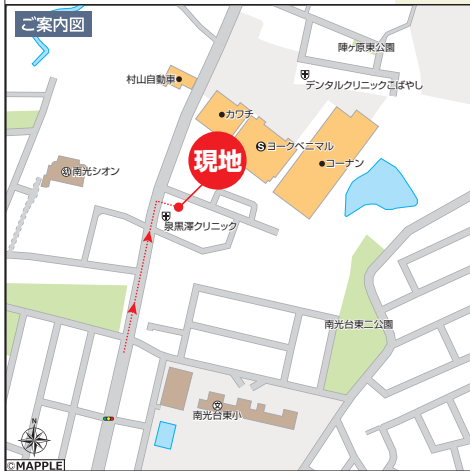 ご案内図
陣ヶ原東公園
村山自動車
デンタルクリニックこばやし
カワチ
S ヨークベニマル
現地
コーナン
南光シオン
泉黒澤クリニック
南光台東二公園
南光台東小
N
©MAPPLE